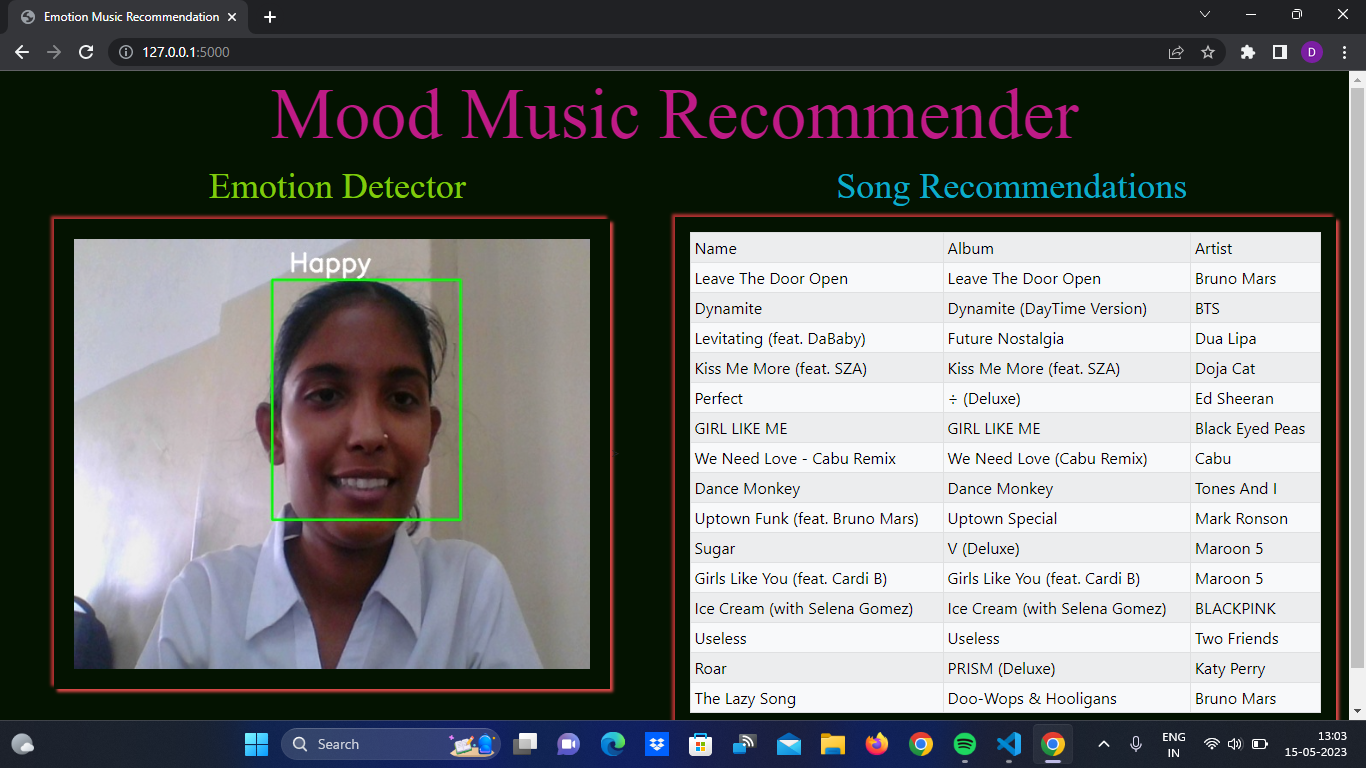 Emotion Music Recommendation
127.0.0.1:5000
D
Mood Music Recommender
Emotion Detector
Song Recommendations
Happy
Name Album Artist
Leave The Door Open Leave The Door Open Bruno Mars
Dynamite Dynamite (DayTime Version) BTS
Levitating (feat. DaBaby) Future Nostalgia Dua Lipa
Kiss Me More (feat. SZA) Kiss Me More (feat. SZA) Doja Cat
Perfect ÷ (Deluxe) Ed Sheeran
GIRL LIKE ME GIRL LIKE ME Black Eyed Peas
We Need Love - Cabu Remix We Need Love (Cabu Remix) Cabu
Dance Monkey Dance Monkey Tones And I
Uptown Funk (feat. Bruno Mars) Uptown Special Mark Ronson
Sugar V (Deluxe) Maroon 5
Girls Like You (feat. Cardi B) Girls Like You (feat. Cardi B) Maroon 5
Ice Cream (with Selena Gomez) Ice Cream (with Selena Gomez) BLACKPINK
Useless Useless Two Friends
Roar PRISM (Deluxe) Katy Perry
The Lazy Song Doo-Wops & Hooligans Bruno Mars
Search
ENG
IN
13:03
15-05-2023